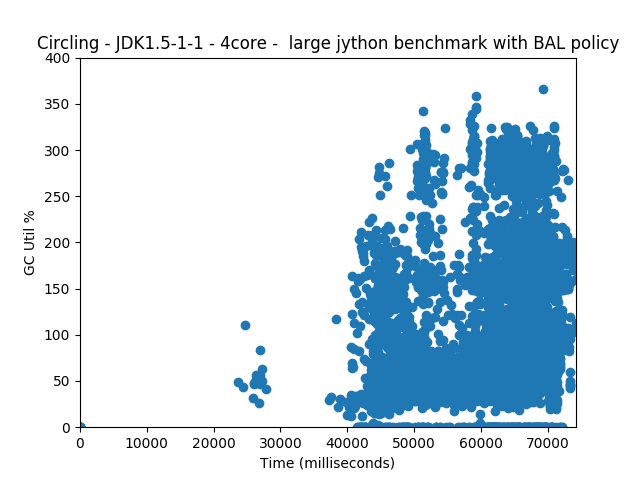 Circling - JDK1.5-1-1 - 4core -  large jython benchmark with BAL policy
400
350
300
250
200
150
100
50
0
GC Util %
0 10000 20000 30000 40000 50000 60000 70000
Time (milliseconds)